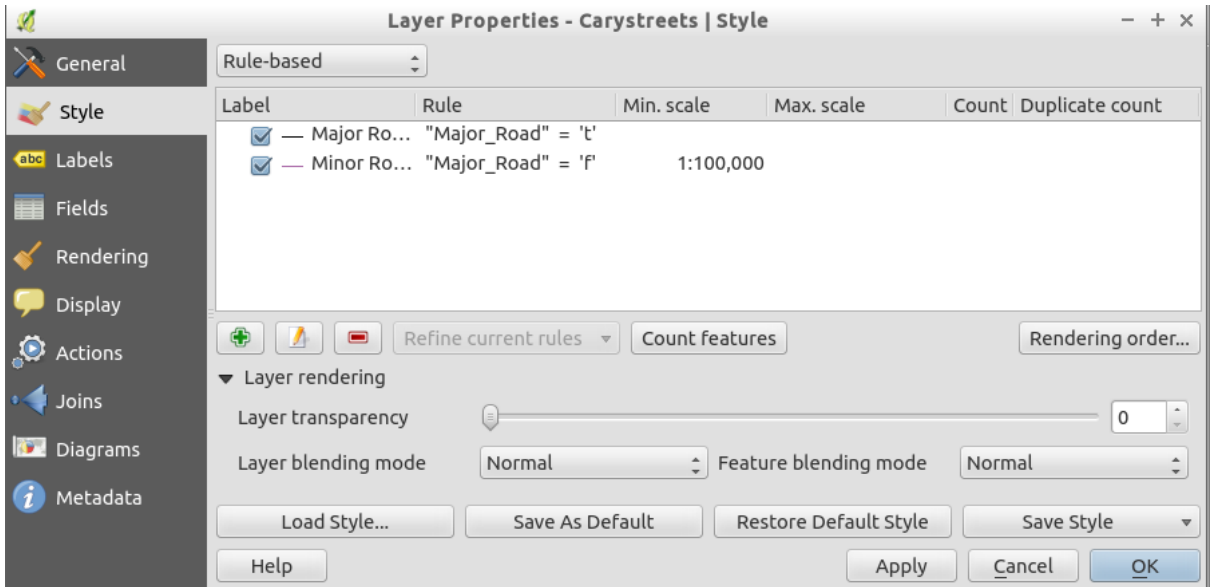 Layer Properties - Carystreets | Style
General
Style
abc Labels
Fields
Rendering
Display
Actions
Joins
Diagrams
Metadata
Rule-based
Label Rule Min. scale Max. scale Count Duplicate count
Major Ro... "Major_Road" = 't'
Minor Ro... "Major_Road" = 'f' 1:100,000
Refine current rules Count features Rendering order...
Layer rendering
Layer transparency 0
Layer blending mode Normal Feature blending mode Normal
Load Style... Save As Default Restore Default Style Save Style
Help Apply Cancel OK